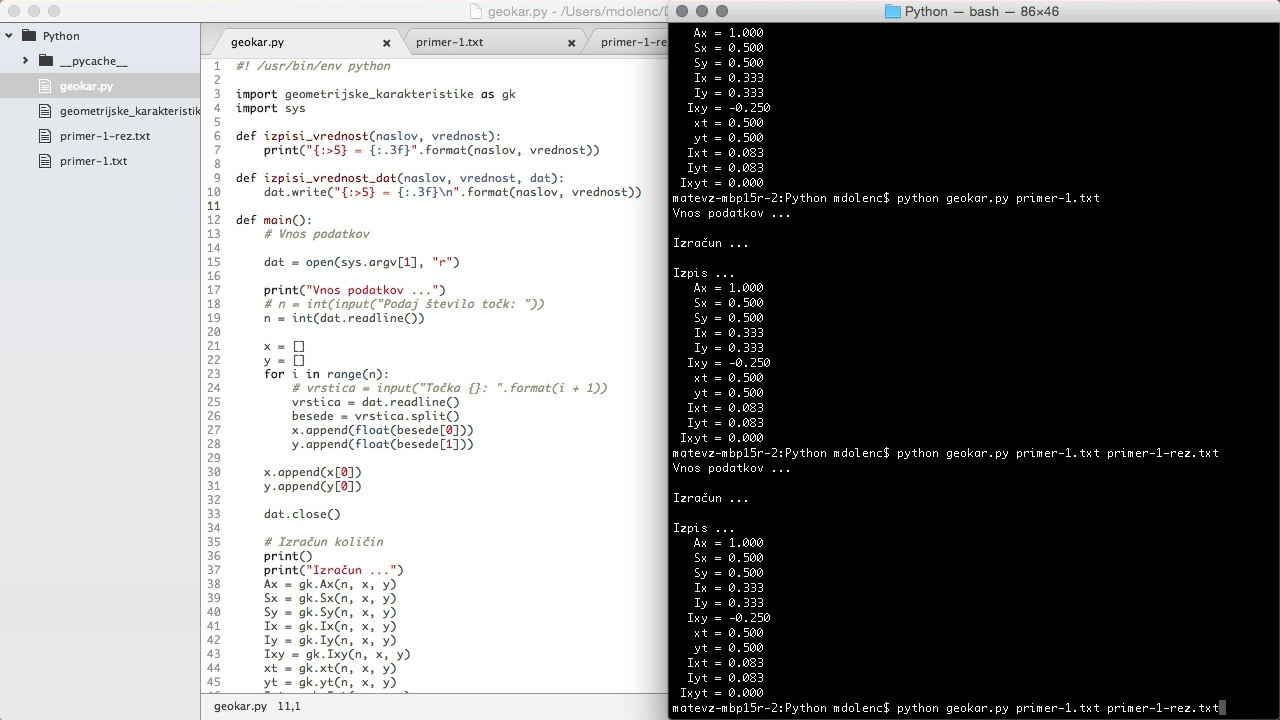 geokar.py - /Users/mdolenc/D
Python
__pycache__
geokar.py
geometrijske_karakteristik
primer-1-rez.txt
primer-1.txt
geokar.py
primer-1.txt
primer-1-re
1 #! /usr/bin/env python
2
3 import geometrijske_karakteristike as gk
4 import sys
5
6 def izpisi_vrednost(naslov, vrednost):
7     print("{:>5} = {:.3f}".format(naslov, vrednost))
8
9 def izpisi_vrednost_dat(naslov, vrednost, dat):
10     dat.write("{:>5} = {:.3f}\n".format(naslov, vrednost))
11
12 def main():
13     # Vnos podatkov
14
15     dat = open(sys.argv[1], "r")
16
17     print("Vnos podatkov ...")
18     # n = int(input("Podaj število točk: "))
19     n = int(dat.readline())
20
21     x = []
22     y = []
23     for i in range(n):
24         # vrstica = input("Točka {}: ".format(i + 1))
25         vrstica = dat.readline()
26         besede = vrstica.split()
27         x.append(float(besede[0]))
28         y.append(float(besede[1]))
29
30     x.append(x[0])
31     y.append(y[0])
32
33     dat.close()
34
35     # Izračun količin
36     print()
37     print("Izračun ...")
38     Ax = gk.Ax(n, x, y)
39     Sx = gk.Sx(n, x, y)
40     Sy = gk.Sy(n, x, y)
41     Ix = gk.Ix(n, x, y)
42     Iy = gk.Iy(n, x, y)
43     Ixy = gk.Ixy(n, x, y)
44     xt = gk.xt(n, x, y)
45     yt = gk.yt(n, x, y)
geokar.py 11,1
Python — bash — 86×46
Ax = 1.000
Sx = 0.500
Sy = 0.500
Ix = 0.333
Iy = 0.333
Ixy = -0.250
xt = 0.500
yt = 0.500
Ixt = 0.083
Iyt = 0.083
Ixyt = 0.000
matevz-mbp15r-2:Python mdolenc$ python geokar.py primer-1.txt
Vnos podatkov ...
Izračun ...
Izpis ...
Ax = 1.000
Sx = 0.500
Sy = 0.500
Ix = 0.333
Iy = 0.333
Ixy = -0.250
xt = 0.500
yt = 0.500
Ixt = 0.083
Iyt = 0.083
Ixyt = 0.000
matevz-mbp15r-2:Python mdolenc$ python geokar.py primer-1.txt primer-1-rez.txt
Vnos podatkov ...
Izračun ...
Izpis ...
Ax = 1.000
Sx = 0.500
Sy = 0.500
Ix = 0.333
Iy = 0.333
Ixy = -0.250
xt = 0.500
yt = 0.500
Ixt = 0.083
Iyt = 0.083
Ixyt = 0.000
matevz-mbp15r-2:Python mdolenc$ python geokar.py primer-1.txt primer-1-rez.txt